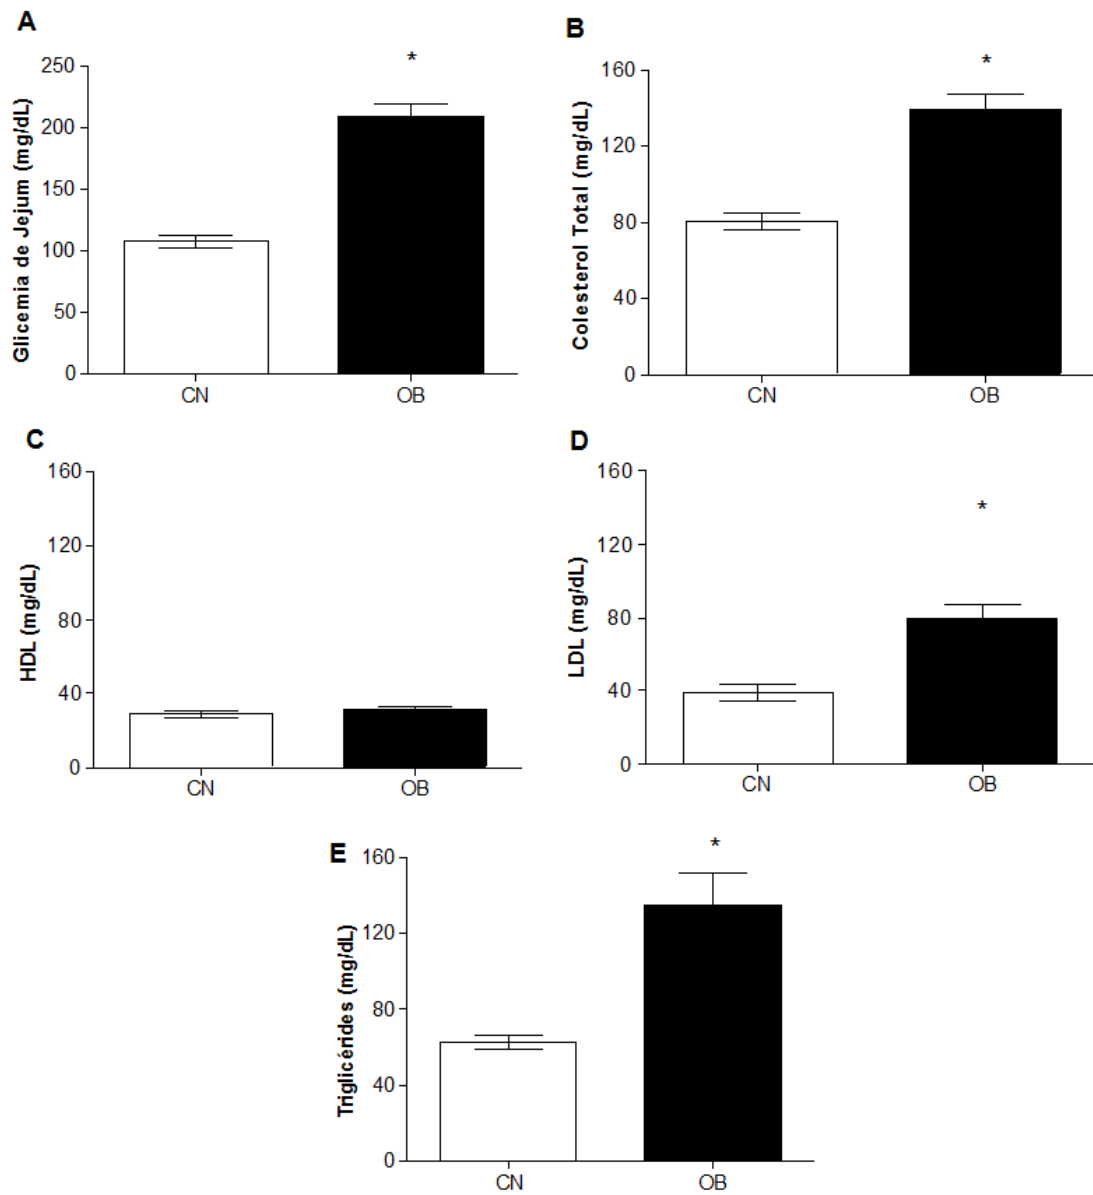 A
Glicemia de Jejum (mg/dL)
250
200
150
100
50
0
*
CN
OB
B
Colesterol Total (mg/dL)
160
120
80
40
0
*
CN
OB
C
HDL (mg/dL)
160
120
80
40
0
CN
OB
D
LDL (mg/dL)
160
120
80
40
0
*
CN
OB
E
Triglicérides (mg/dL)
160
120
80
40
0
*
CN
OB